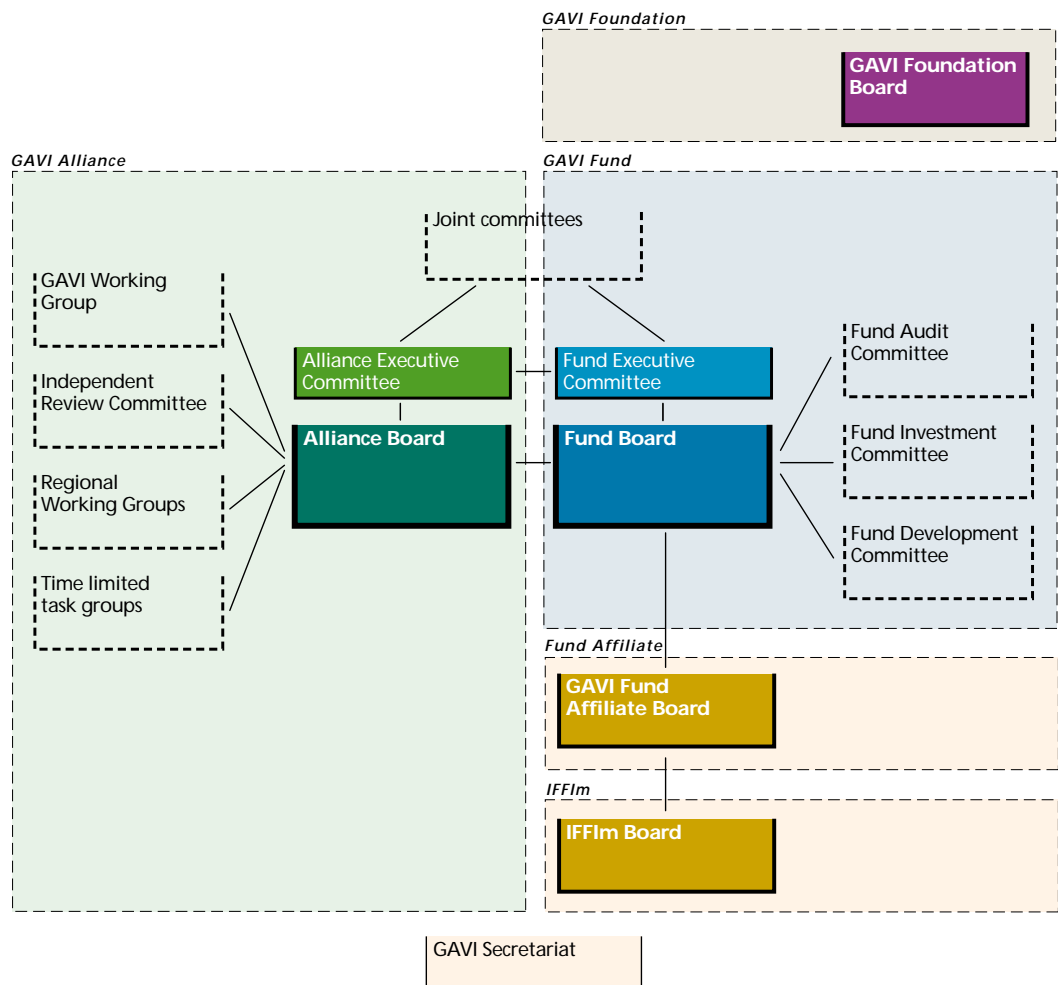 GAVI Foundation
GAVI Foundation
Board
GAVI Alliance
GAVI Fund
Joint committees
GAVI Working
Group
Independent
Review Committee
Regional
Working Groups
Time limited
task groups
Alliance Executive
Committee
Alliance Board
Fund Executive
Committee
Fund Board
Fund Audit
Committee
Fund Investment
Committee
Fund Development
Committee
Fund Affiliate
GAVI Fund
Affiliate Board
IFFIm
IFFIm Board
GAVI Secretariat